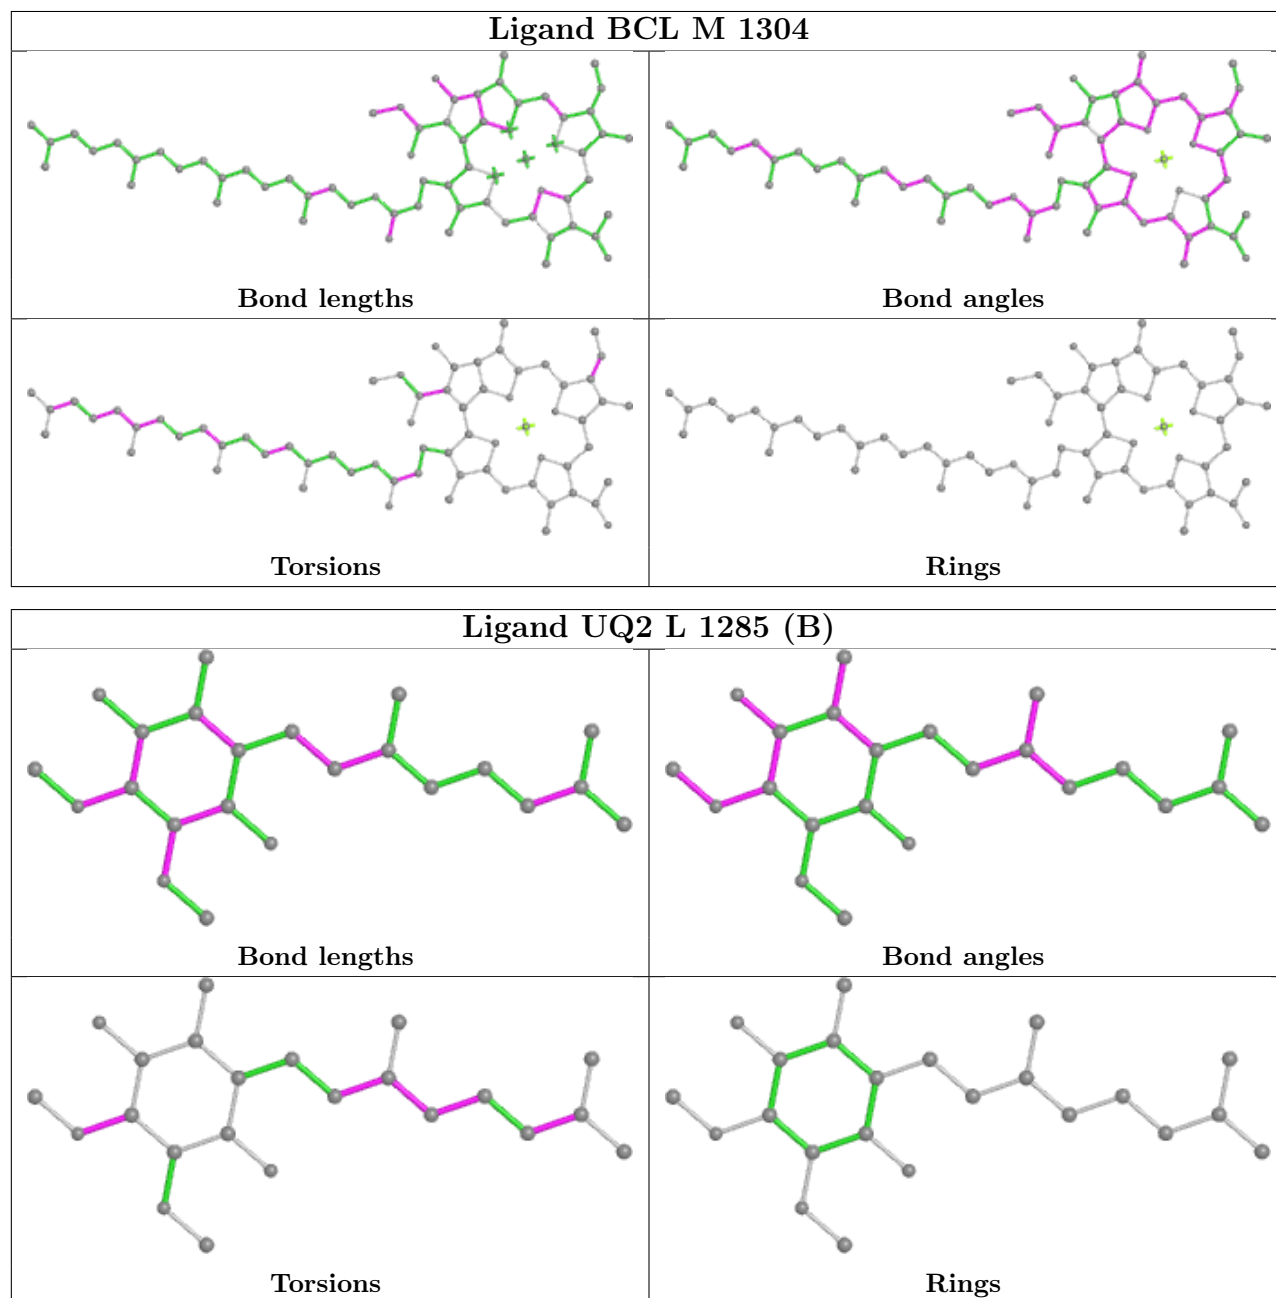 Ligand BCL M 1304
Bond lengths
Bond angles
Torsions
Rings
Ligand UQ2 L 1285 (B)
Bond lengths
Bond angles
Torsions
Rings